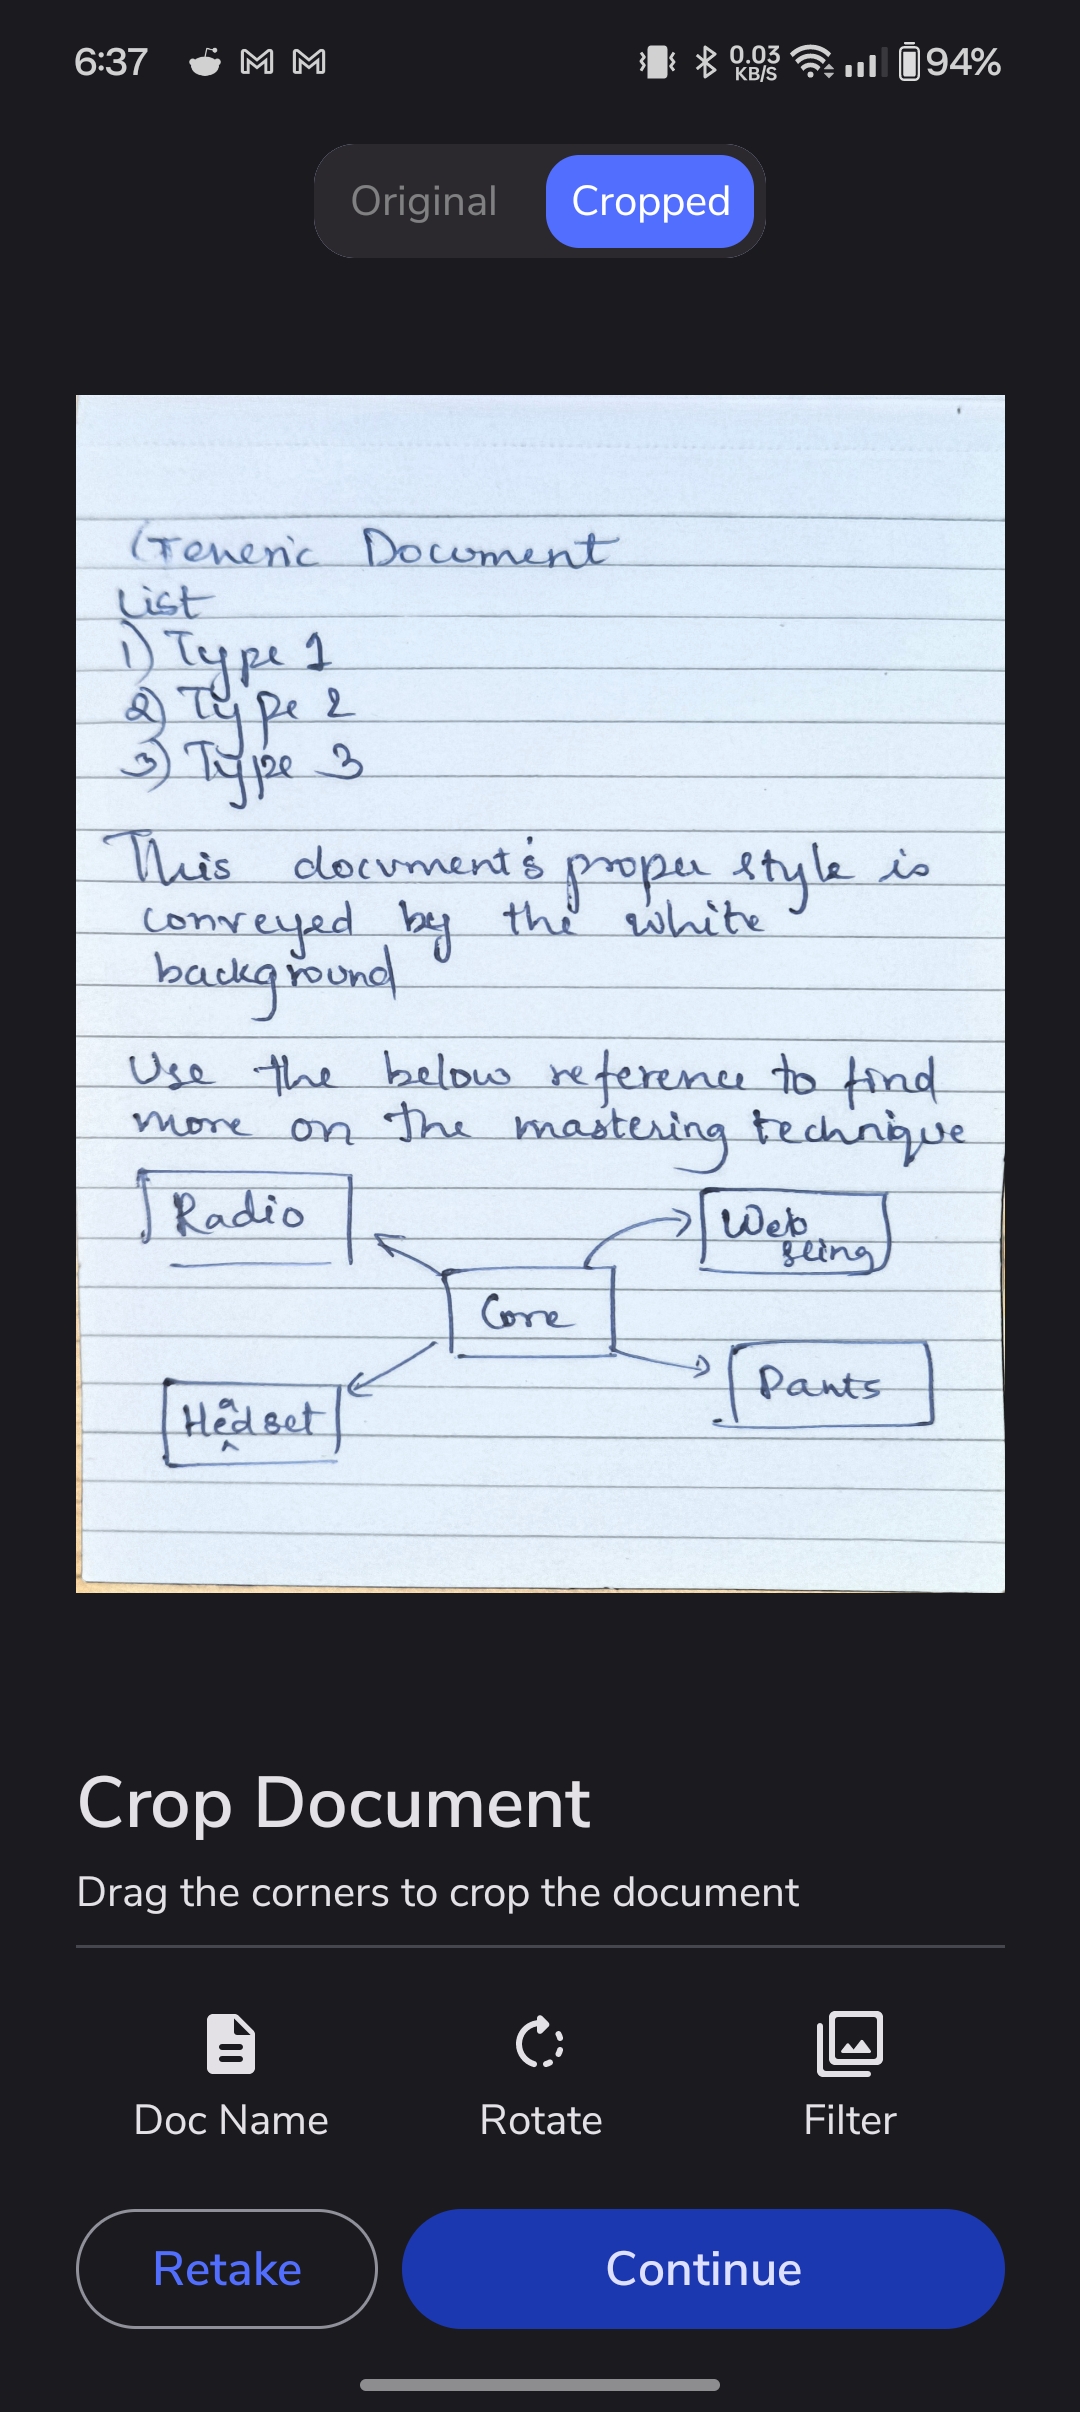 6:37
0.03 KB/S
94%
Original
Cropped
Generic Document
List
1) Type 1
2) Type 2
3) Type 3
This document's proper style is
conveyed by the white
background
Use the below reference to find
more on the mastering technique
Radio
Web
Core
Pants
Headset
Crop Document
Drag the corners to crop the document
Doc Name
Rotate
Filter
Retake
Continue